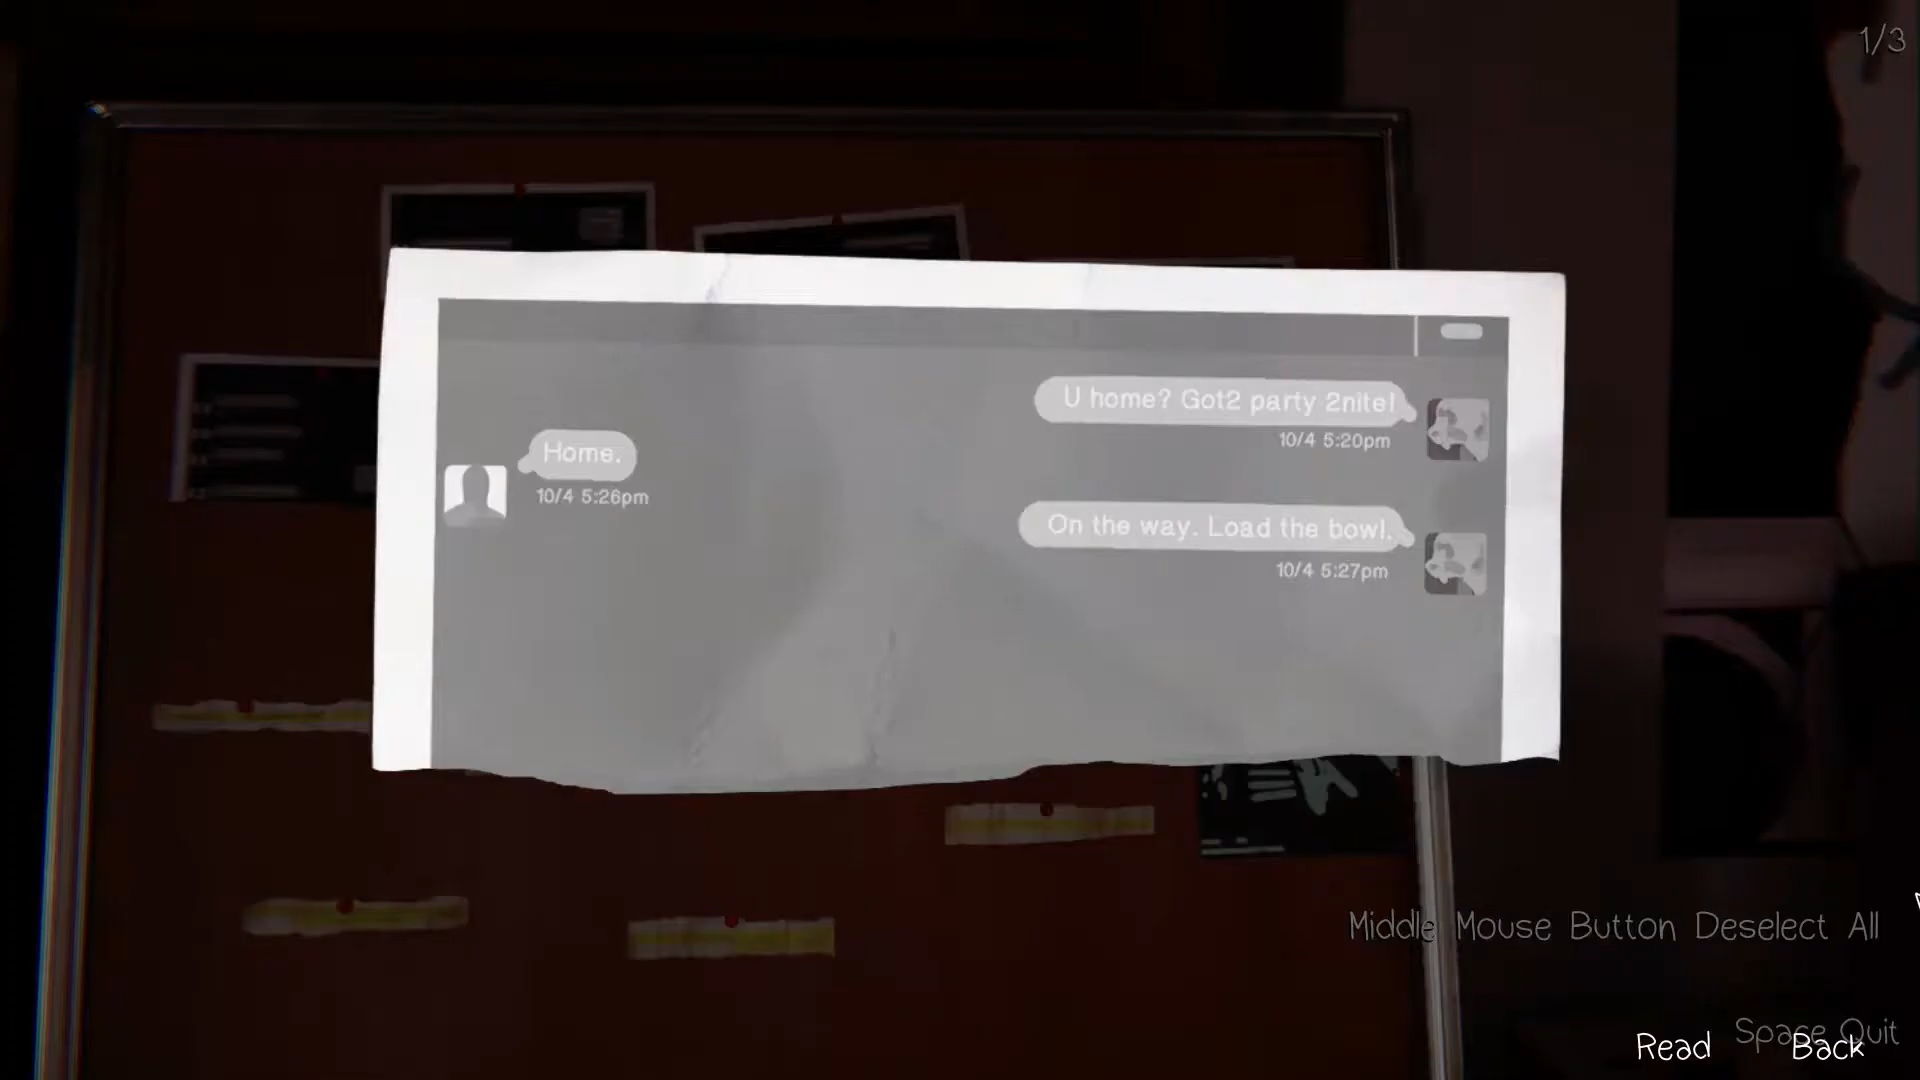 1/3
U home? Got2 party 2nite!
10/4 5:20pm
Home.
10/4 5:26pm
On the way. Load the bowl.
10/4 5:27pm
Middle Mouse Button Deselect All
Space Quit
Read Back